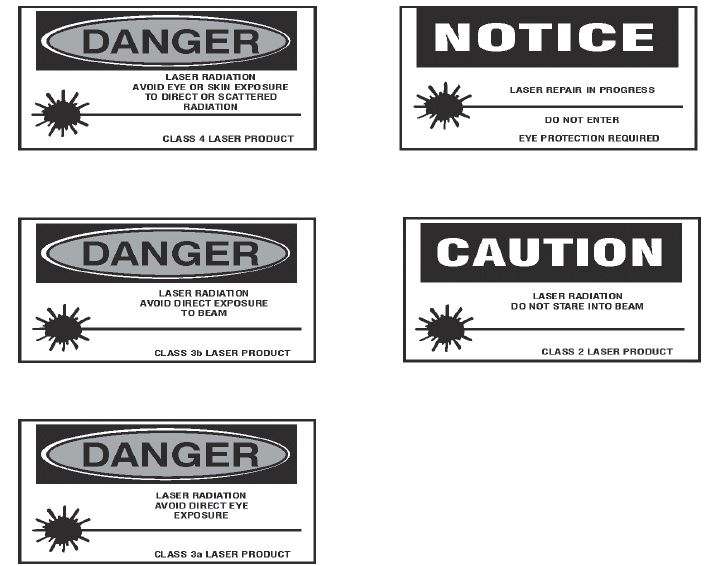 DANGER
LASER RADIATION
AVOID EYE OR SKIN EXPOSURE
TO DIRECT OR SCATTERED
RADIATION
CLASS 4 LASER PRODUCT
NOTICE
LASER REPAIR IN PROGRESS
DO NOT ENTER
EYE PROTECTION REQUIRED
DANGER
LASER RADIATION
AVOID DIRECT EXPOSURE
TO BEAM
CLASS 3b LASER PRODUCT
CAUTION
LASER RADIATION
DO NOT STARE INTO BEAM
CLASS 2 LASER PRODUCT
DANGER
LASER RADIATION
AVOID DIRECT EYE
EXPOSURE
CLASS 3a LASER PRODUCT